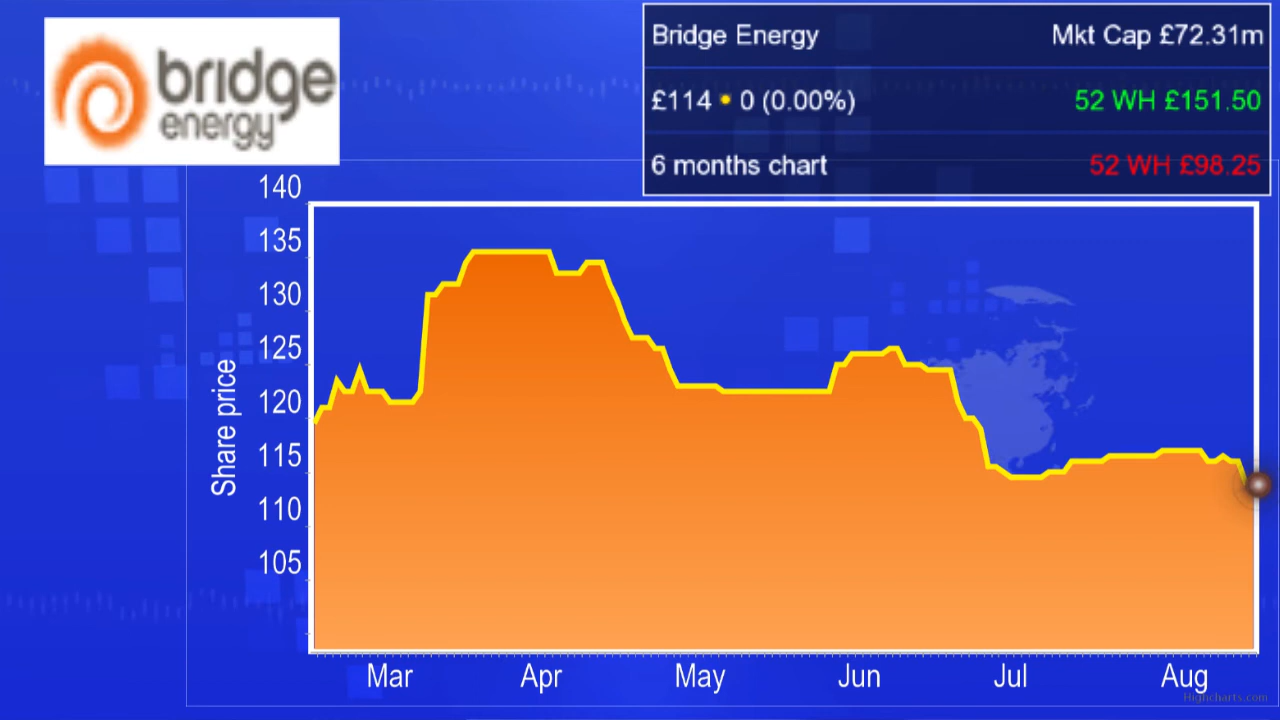 bridge
energy
Bridge Energy Mkt Cap £72.31m
£114 • 0 (0.00%) 52 WH £151.50
6 months chart 52 WH £98.25
140
135
130
125
120
115
110
105
Share price
Mar Apr May Jun Jul Aug
Highcharts.com